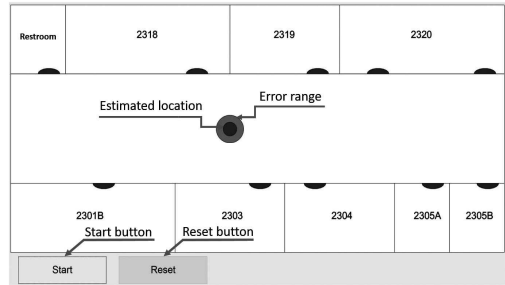 Restroom
2318
2319
2320
Estimated location
Error range
2301B
2303
2304
2305A
2305B
Start button
Reset button
Start
Reset